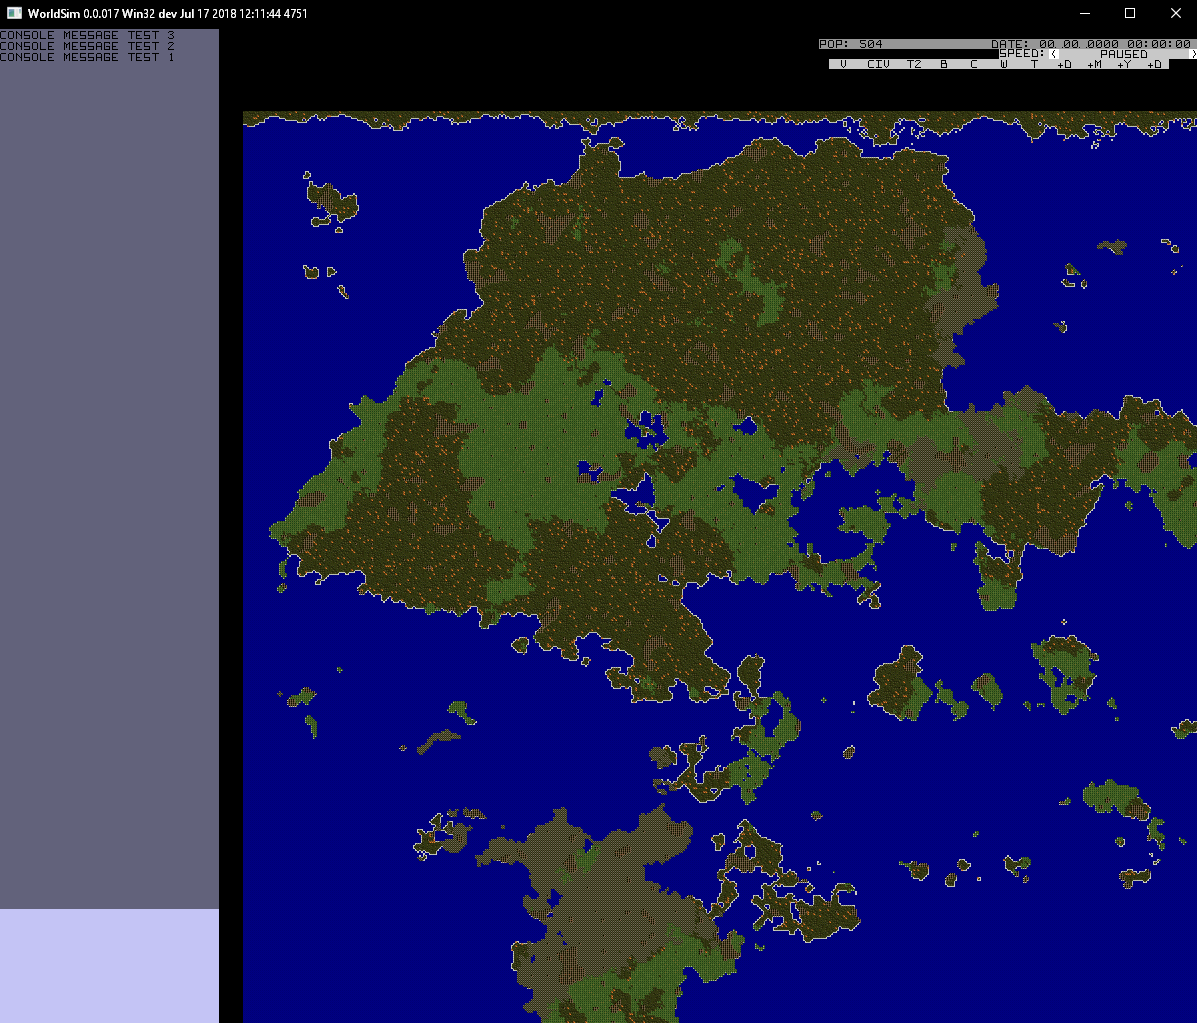 WorldSim 0.0.017 Win32 dev Jul 17 2018 12:11:44 4751
CONSOLE MESSAGE TEST 3
CONSOLE MESSAGE TEST 2
CONSOLE MESSAGE TEST 1
POP: 504 DATE: 00.00.0000 00:00:00
SPEED: < PAUSED >
V CIV T2 B C W T +D +M +Y +D